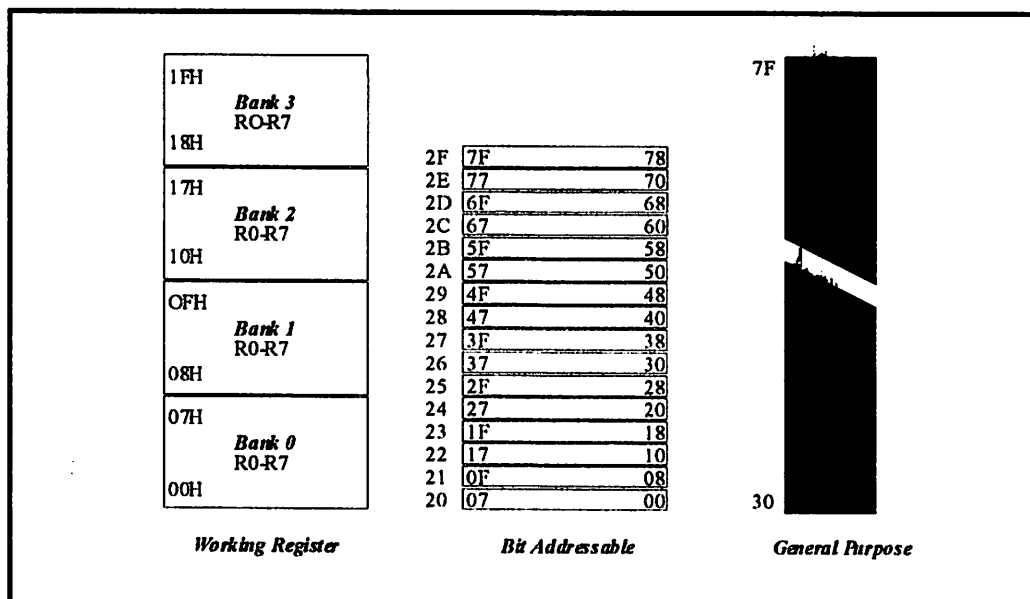 1FH
Bank 3
RO-R7
18H
17H
Bank 2
R0-R7
10H
OFH
Bank 1
R0-R7
08H
07H
Bank 0
R0-R7
00H
Working Register
2F 7F 78
2E 77 70
2D 6F 68
2C 67 60
2B 5F 58
2A 57 50
29 4F 48
28 47 40
27 3F 38
26 37 30
25 2F 28
24 27 20
23 1F 18
22 17 10
21 0F 08
20 07 00
Bit Addressable
7F
30
General Purpose